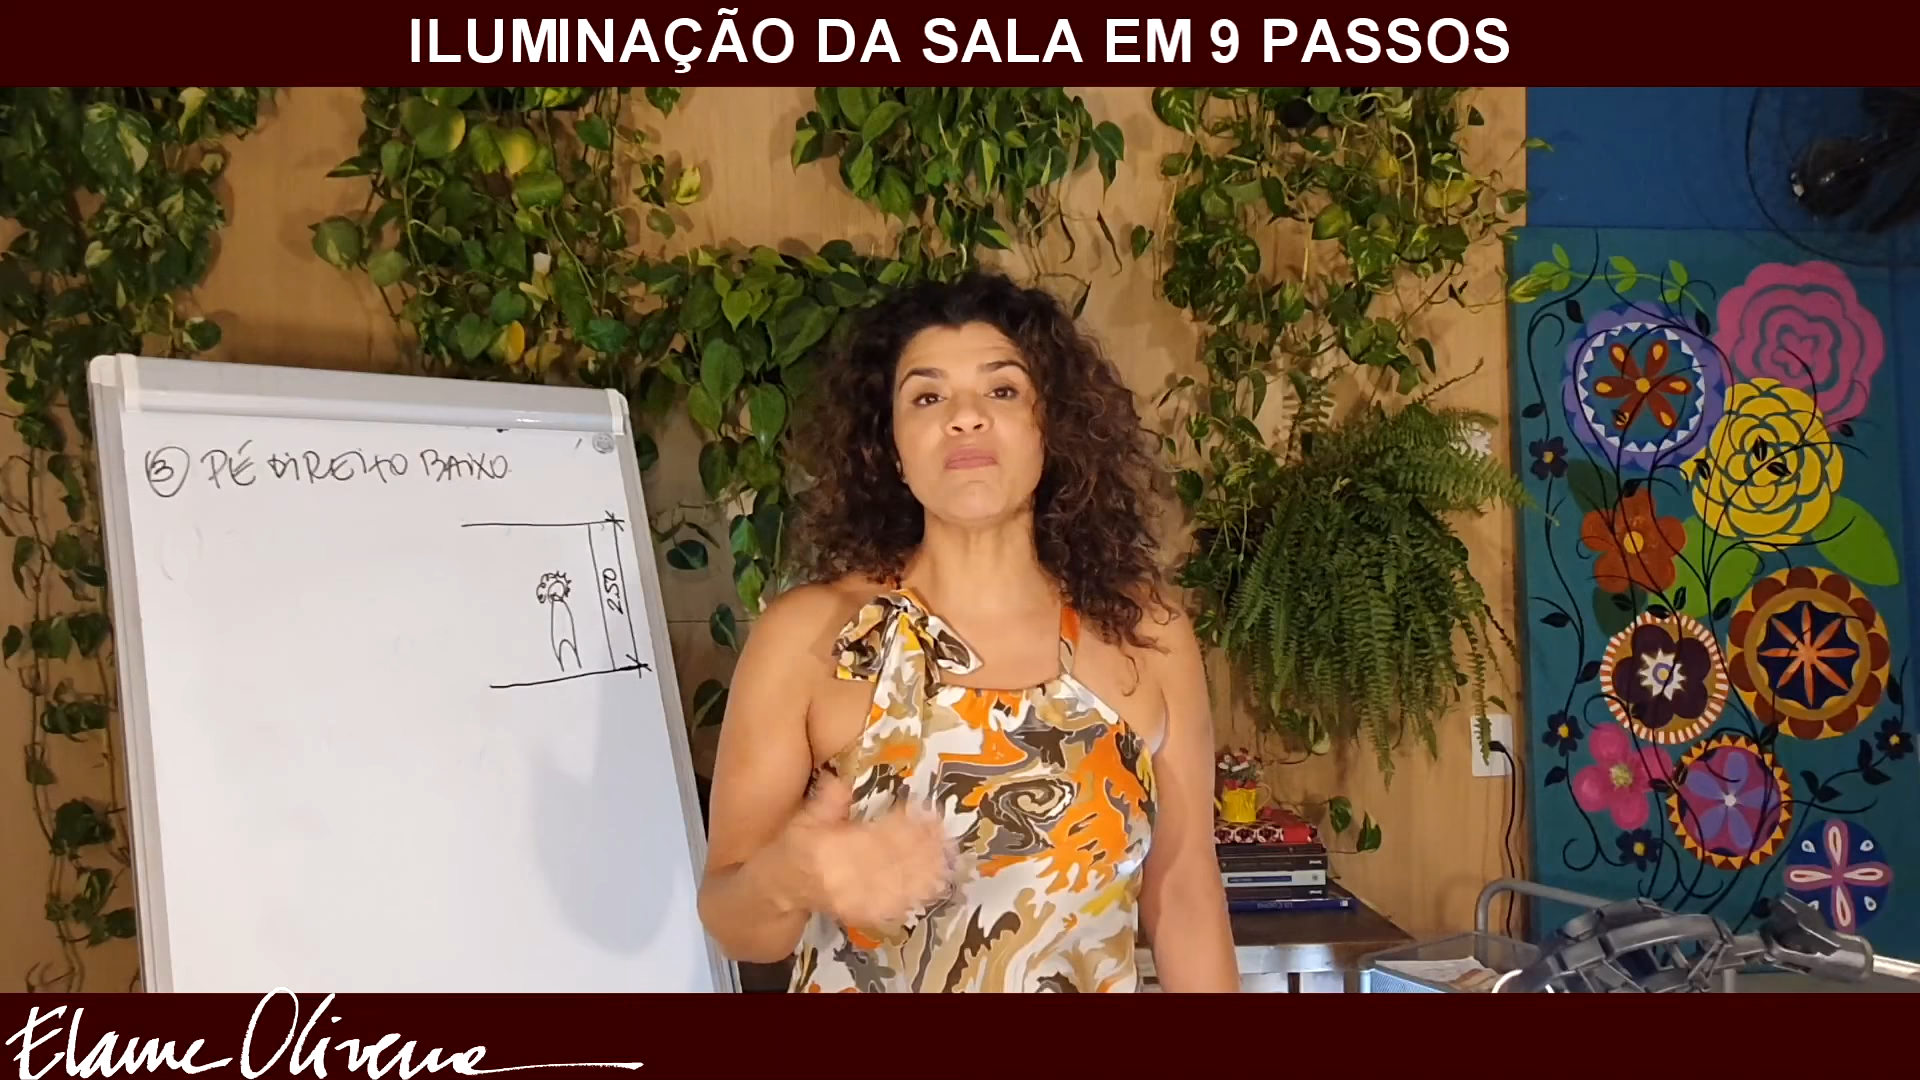 ILUMINAÇÃO DA SALA EM 9 PASSOS
3 PÉ DIREITO BAIXO
2.50
Elaine Oliveira